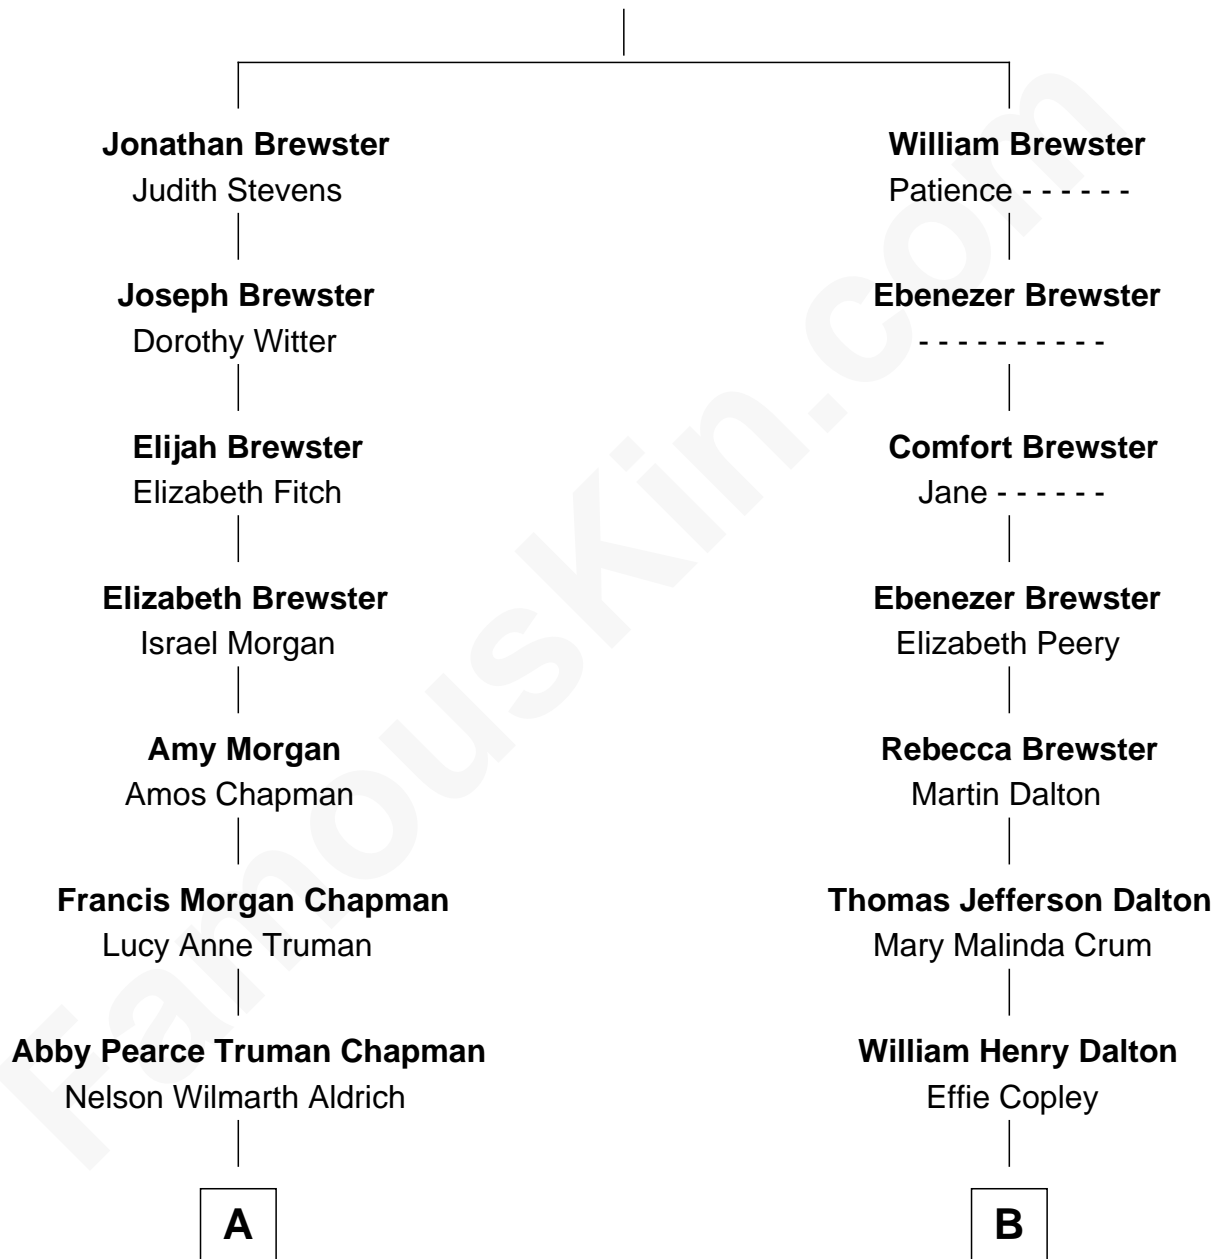 Jonathan Brewster
Judith Stevens
Joseph Brewster
Dorothy Witter
Elijah Brewster
Elizabeth Fitch
Elizabeth Brewster
Israel Morgan
Amy Morgan
Amos Chapman
Francis Morgan Chapman
Lucy Anne Truman
Abby Pearce Truman Chapman
Nelson Wilmarth Aldrich
A
William Brewster
Patience - - - - - -
Ebenezer Brewster
- - - - - - - - - -
Comfort Brewster
Jane - - - - - -
Ebenezer Brewster
Elizabeth Peery
Rebecca Brewster
Martin Dalton
Thomas Jefferson Dalton
Mary Malinda Crum
William Henry Dalton
Effie Copley
B
FamousKin.com